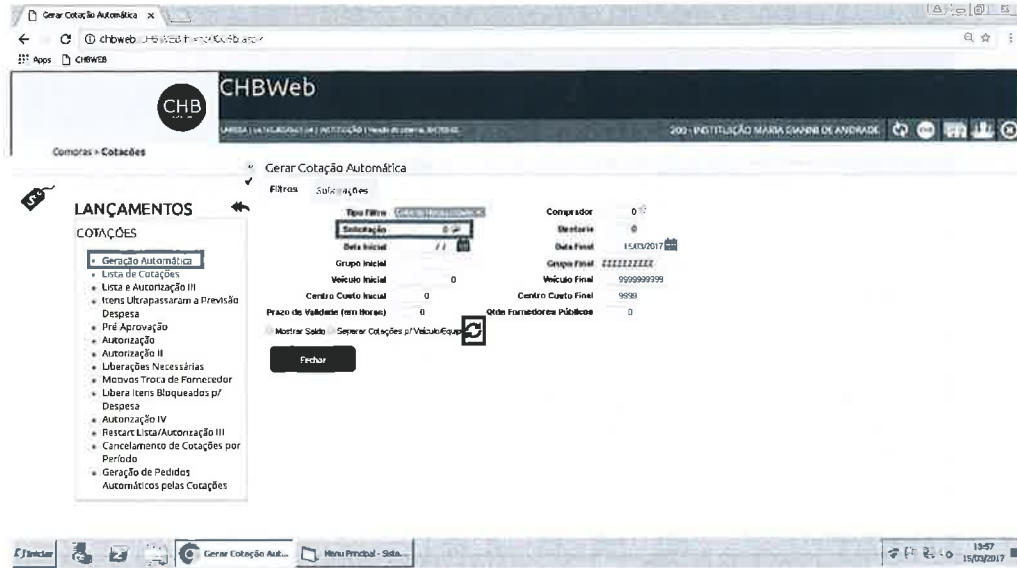 Gerar Cotação Automática x
chbweb
Apps CHBWEB
CHB
CHBWeb
200 - INSTITUIÇÃO MARIA GIANNI DE ANDRADE
Compras > Cotações
Gerar Cotação Automática
Filtros Solicitações
Tipo Filtro
Comprador 0
Solicitação 0
Diretoria 0
Data Inicial / /
Data Final 15/03/2017
Grupo Inicial
Grupo Final ZZZZZZZZZZ
Veículo Inicial 0
Veículo Final 9999999999
Centro Custo Inicial 0
Centro Custo Final 9999
Prazo de Validade (em Horas) 0
Qtde Fornedores Públicos 0
Mostrar Saldo Separar Cotações p/ Veículo/Equip
Fechar
LANÇAMENTOS
COTAÇÕES
Geração Automática
Lista de Cotações
Lista e Autorização III
Itens Ultrapassaram a Previsão
Despesa
Pré Aprovação
Autorização
Autorização II
Liberações Necessárias
Motivos Troca de Fornecedor
Libera Itens Bloqueados p/
Despesa
Autorização IV
Restart Lista/Autorização III
Cancelamento de Cotações por
Período
Geração de Pedidos
Automáticos pelas Cotações
Iniciar
Gerar Cotação Aut...
Menu Principal - Siste...
13:57
15/03/2017